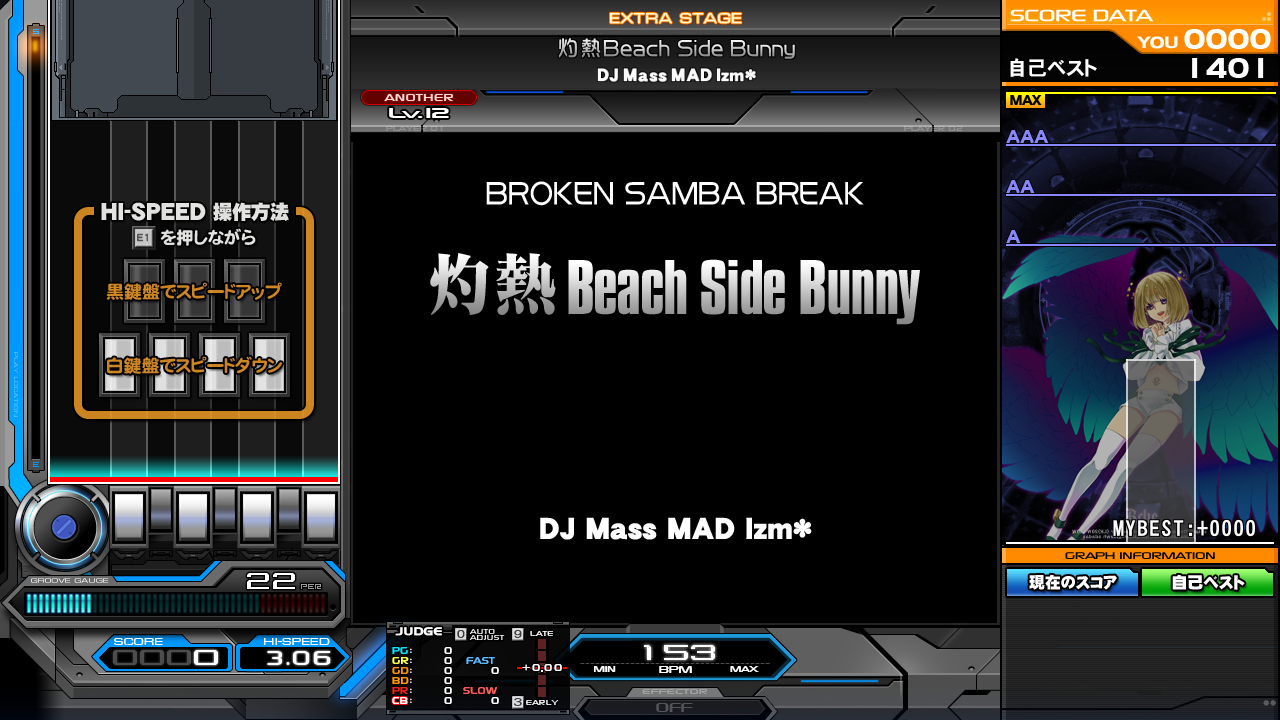 HI-SPEED 操作方法
E1 を押しながら
黒鍵盤でスピードアップ
白鍵盤でスピードダウン
GROOVE GAUGE
22 PER
SCORE
0000
HI-SPEED
3.06
EXTRA STAGE
灼熱Beach Side Bunny
DJ Mass MAD Izm*
ANOTHER
Lv.12
PLAYER 01
PLAYER 02
BROKEN SAMBA BREAK
灼熱 Beach Side Bunny
DJ Mass MAD Izm*
JUDGE
0 AUTO ADJUST
9 LATE
PG: 0
GR: 0
GD: 0
BD: 0
PR: 0
CB: 0
FAST
0
SLOW
0
+0.00
3 EARLY
153
MIN BPM MAX
EFFECTOR
OFF
SCORE DATA
YOU 0000
自己ベスト 1401
MAX
AAA
AA
A
MYBEST:+0000
GRAPH INFORMATION
現在のスコア 自己ベスト